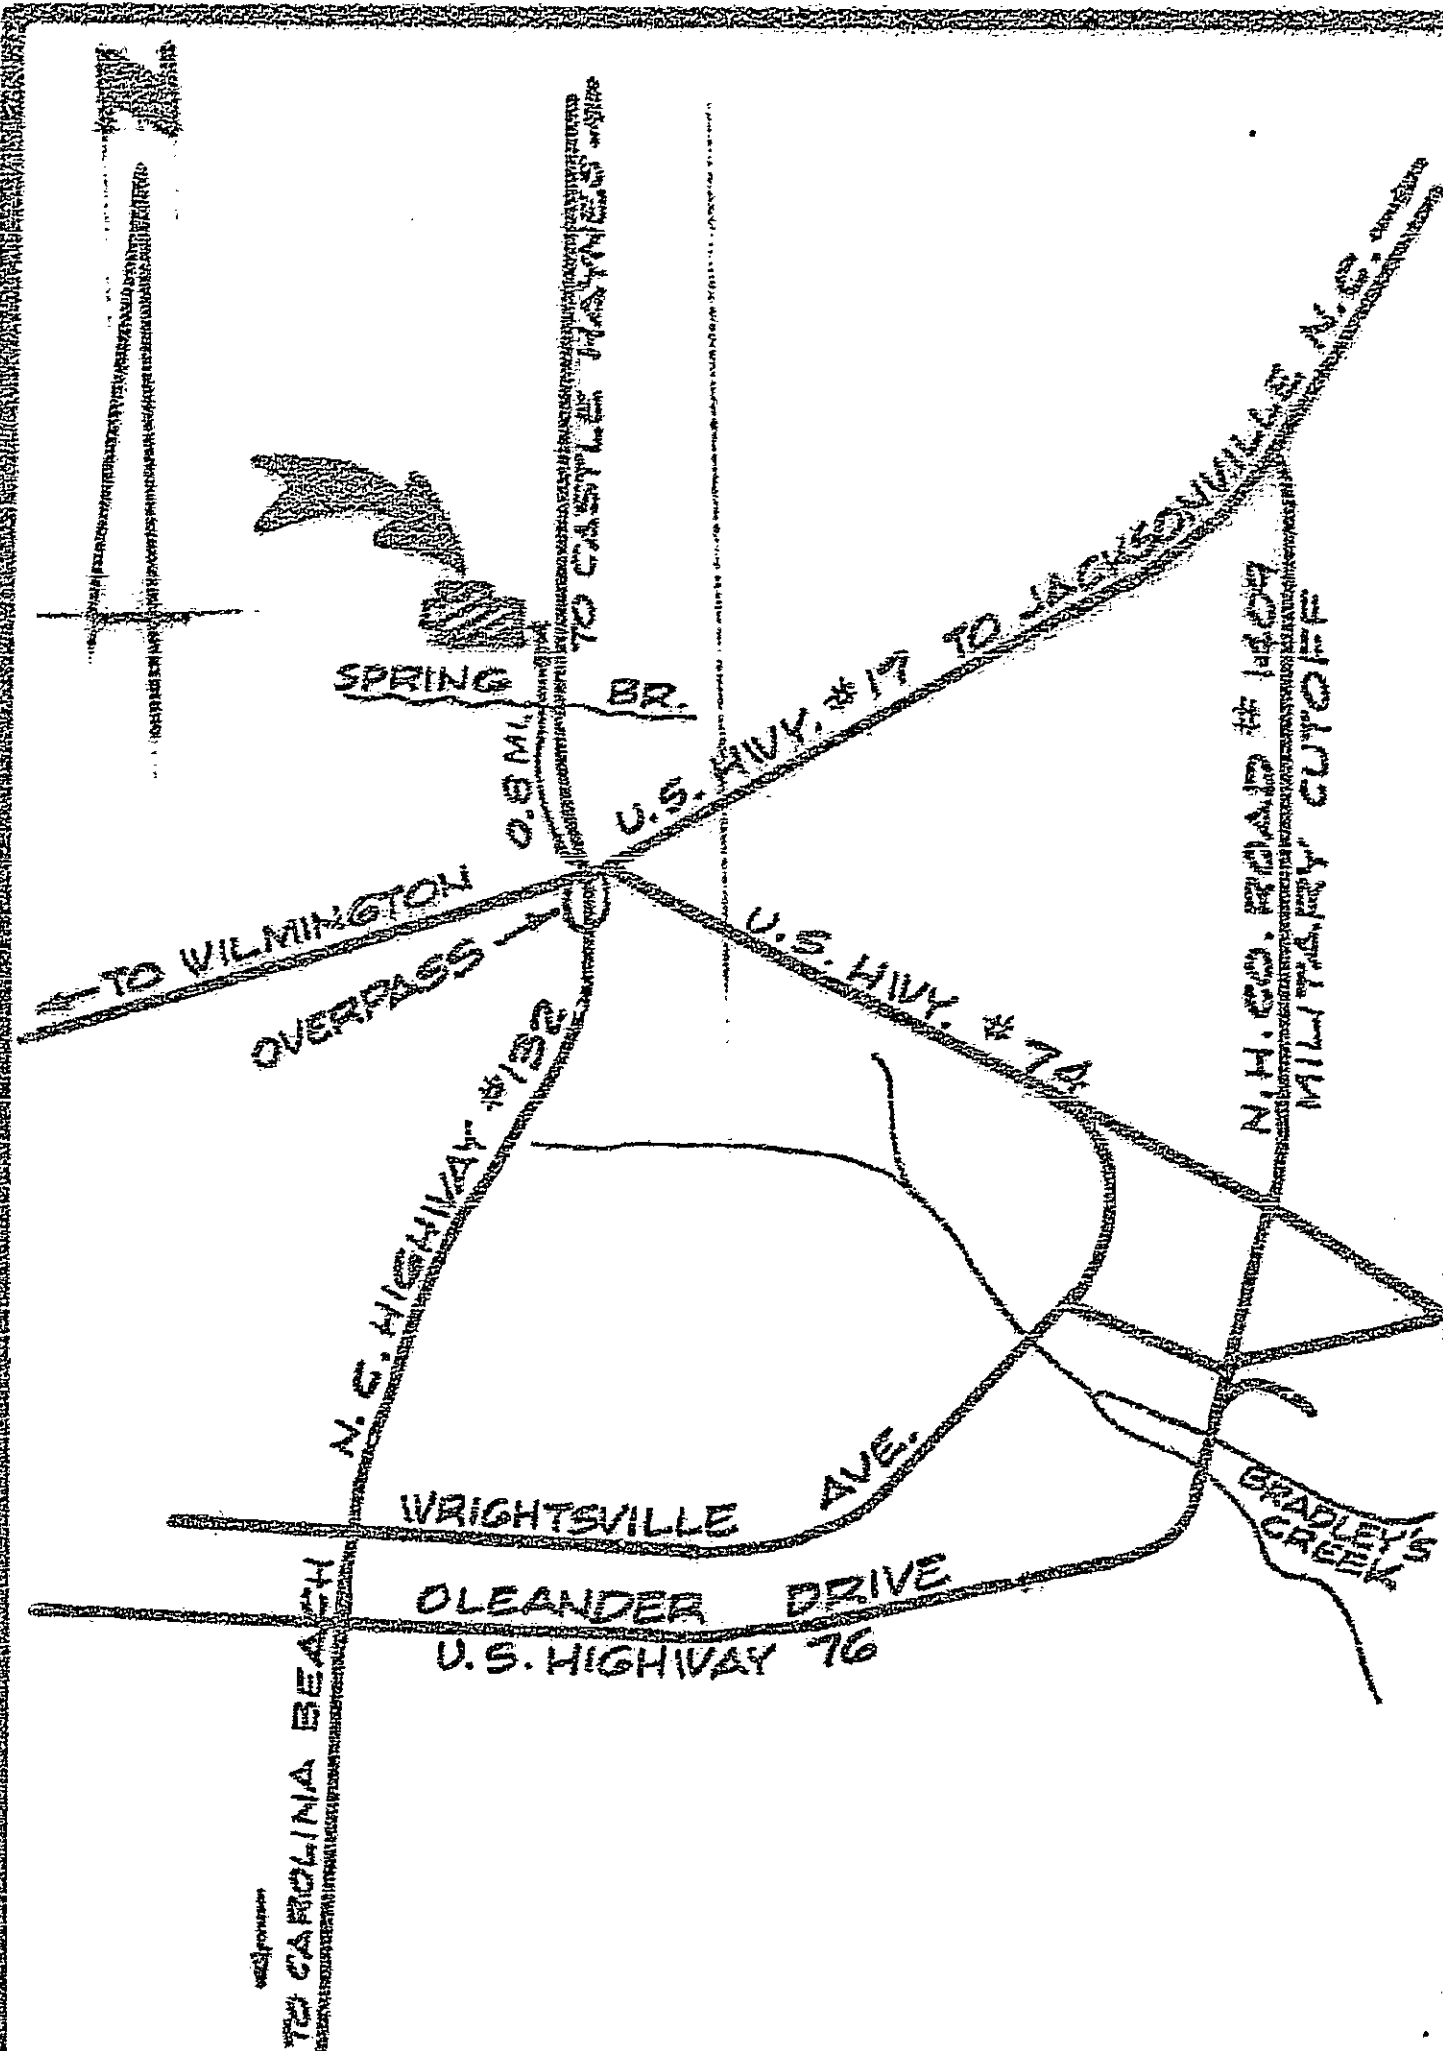 N
TO CASTLE HAYNES
SPRING BR.
0.8 MI.
U.S. HWY. #17 TO JACKSONVILLE N.C.
N.H. CO. ROAD # 1409
MILITARY CUTOFF
TO WILMINGTON
OVERPASS
U.S. HWY. # 74
N.C. HIGHWAY #132
WRIGHTSVILLE AVE.
OLEANDER DRIVE
U.S. HIGHWAY 76
BRADLEY'S
CREEK
TO CAROLINA BEACH